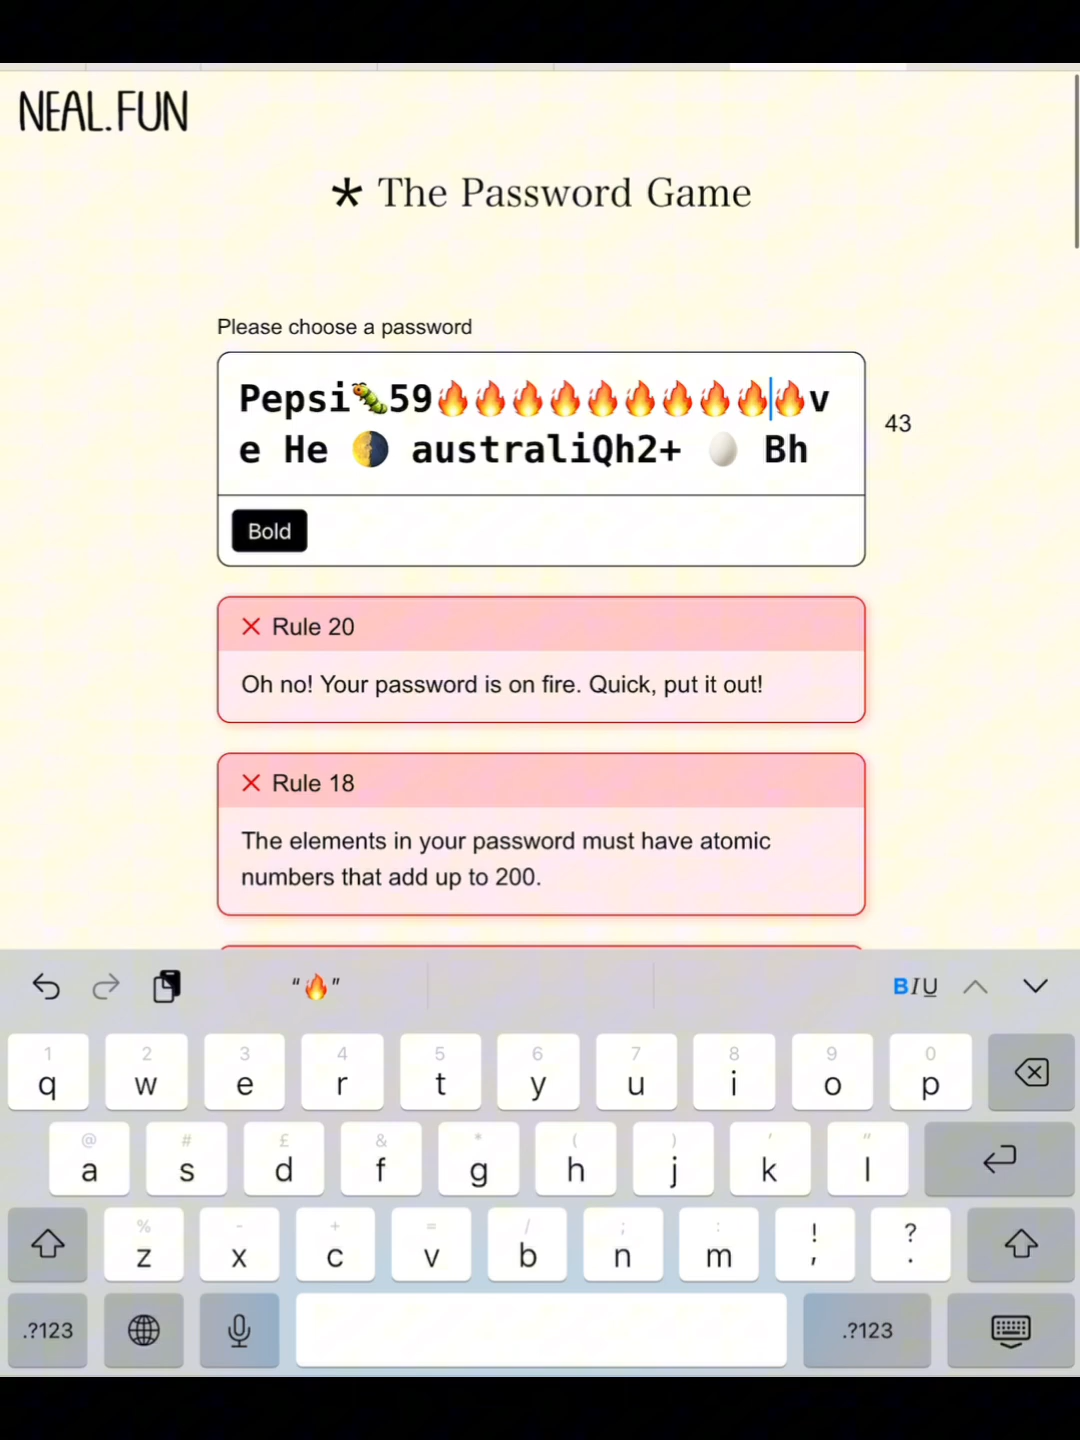 NEAL.FUN
* The Password Game
Please choose a password
Pepsi🐛59🔥🔥🔥🔥🔥🔥🔥🔥🔥🔥v
e He 🌗 australiQh2+ 🥚 Bh
43
Bold
Rule 20
Oh no! Your password is on fire. Quick, put it out!
Rule 18
The elements in your password must have atomic
numbers that add up to 200.
"🔥"
BIU
1 2 3 4 5 6 7 8 9 0
q w e r t y u i o p
@ # £ & * ( ) ' "
a s d f g h j k l
% - + = / ; : ! ?
z x c v b n m , .
.?123 .?123